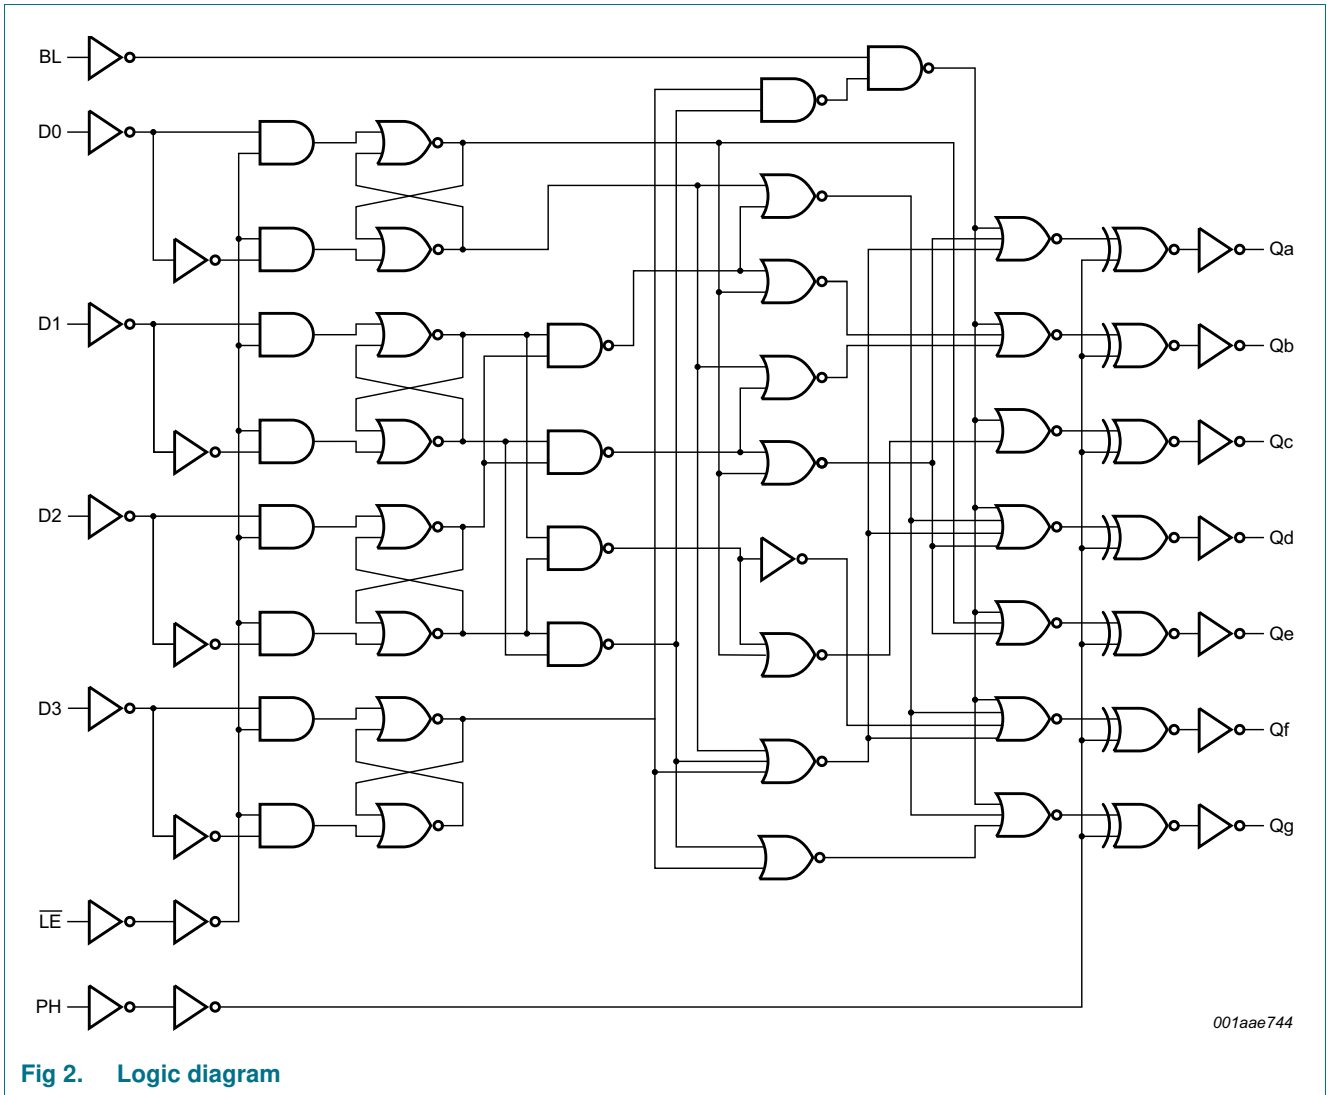 BL
D0
D1
D2
D3
LE
PH
Qa
Qb
Qc
Qd
Qe
Qf
Qg
001aae744
Fig 2. Logic diagram